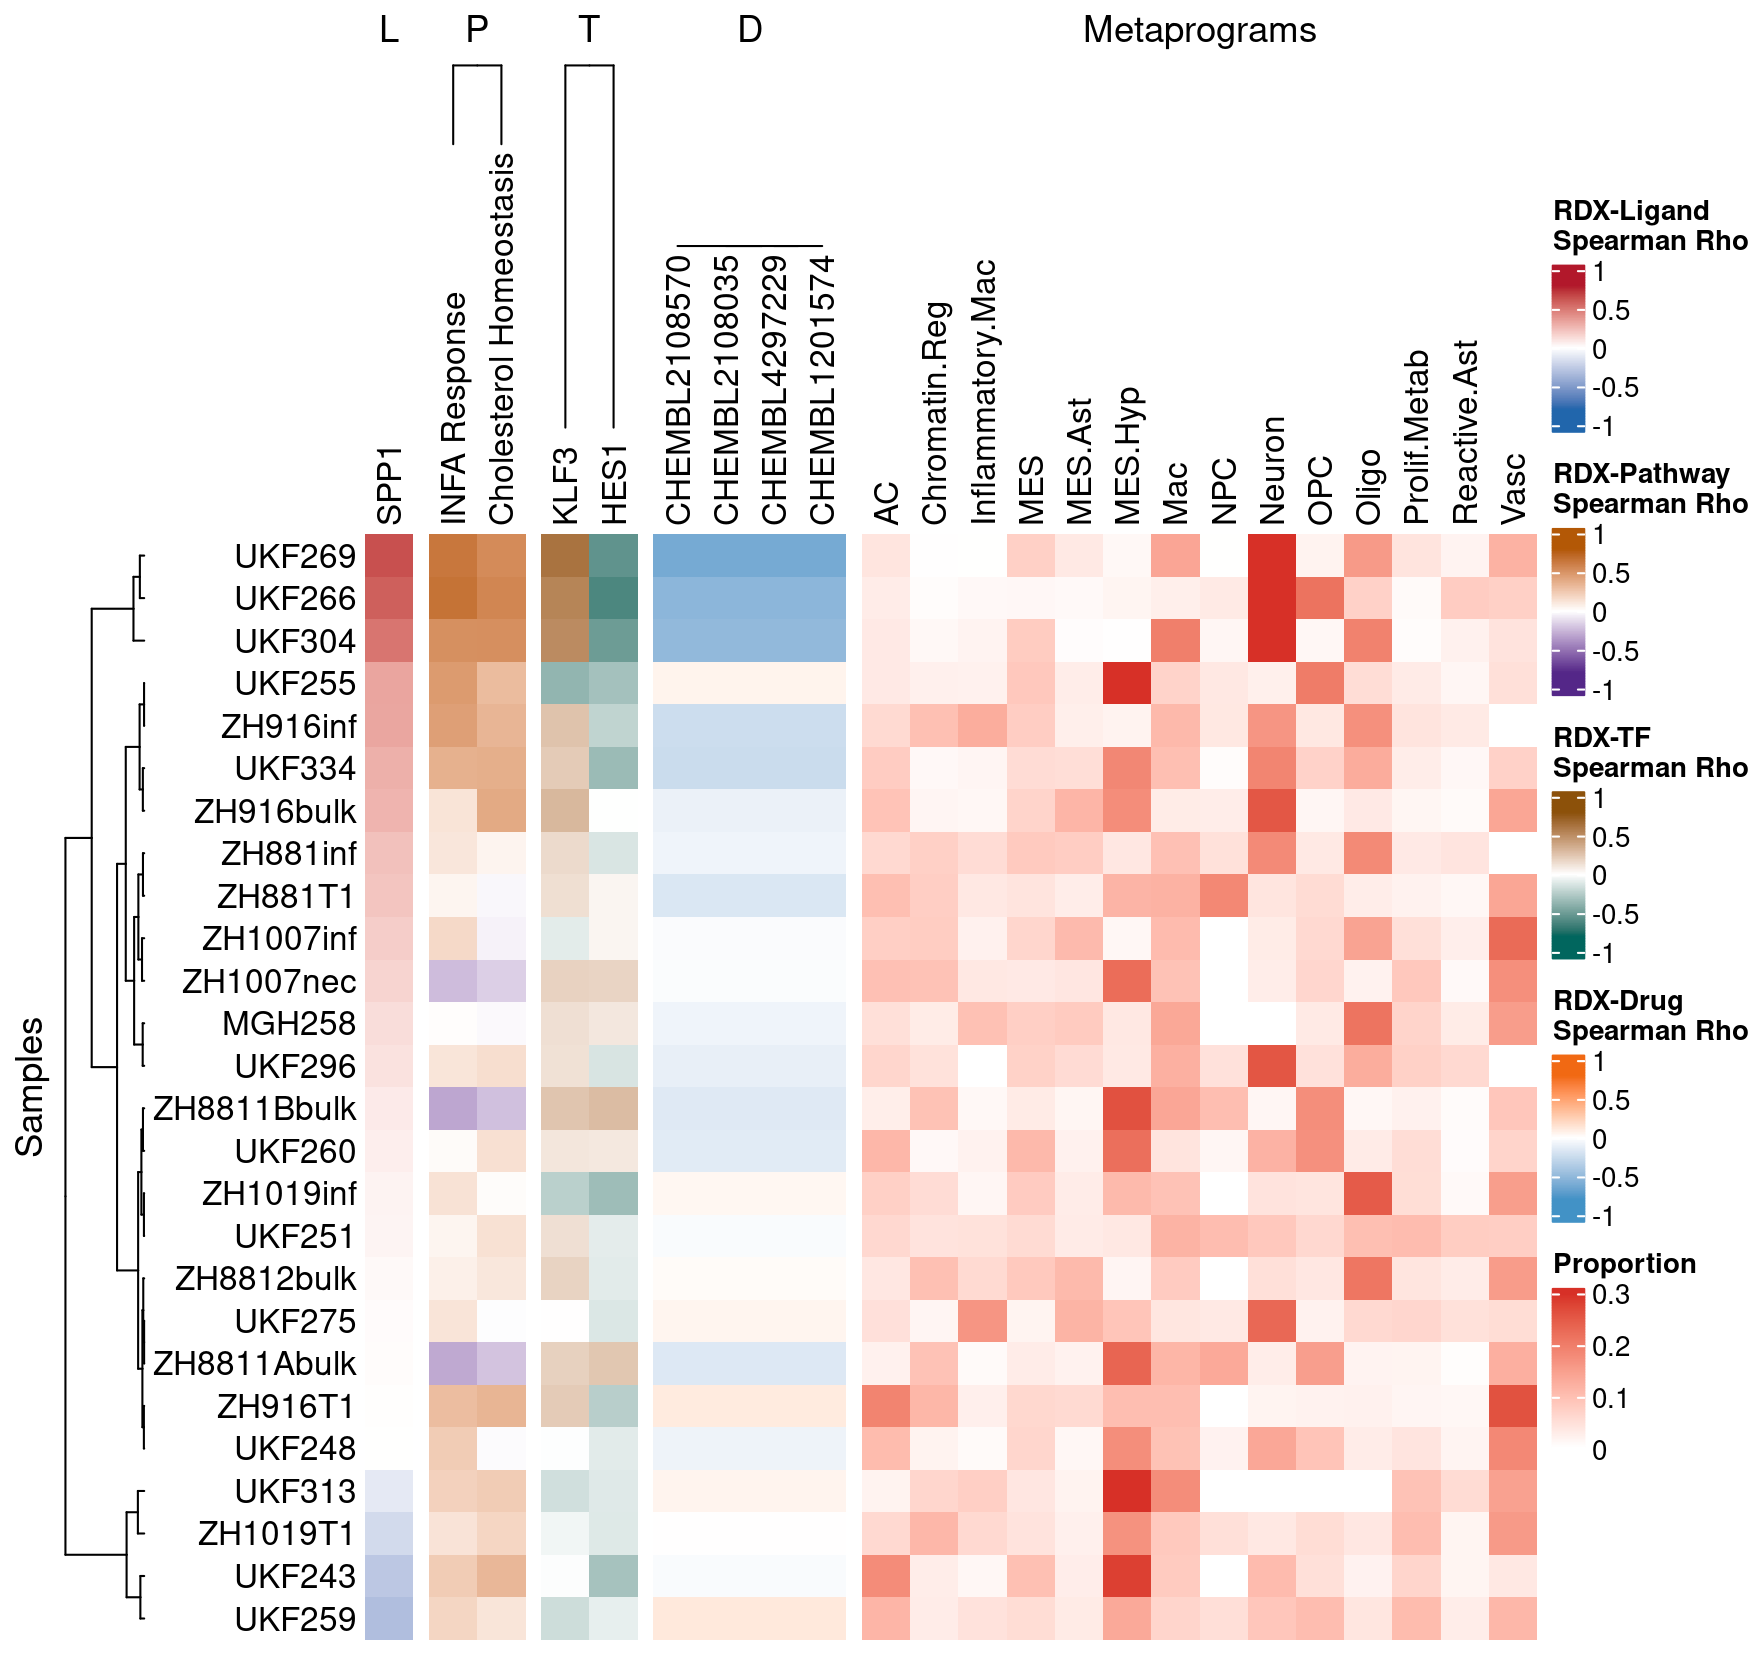 L P T D Metaprograms
SPP1
INFA Response
Cholesterol Homeostasis
KLF3
HES1
CHEMBL2108570
CHEMBL2108035
CHEMBL4297229
CHEMBL1201574
AC
Chromatin.Reg
Inflammatory.Mac
MES
MES.Ast
MES.Hyp
Mac
NPC
Neuron
OPC
Oligo
Prolif.Metab
Reactive.Ast
Vasc
Samples
UKF269
UKF266
UKF304
UKF255
ZH916inf
UKF334
ZH916bulk
ZH881inf
ZH881T1
ZH1007inf
ZH1007nec
MGH258
UKF296
ZH8811Bbulk
UKF260
ZH1019inf
UKF251
ZH8812bulk
UKF275
ZH8811Abulk
ZH916T1
UKF248
UKF313
ZH1019T1
UKF243
UKF259
RDX-Ligand
Spearman Rho
1
0.5
0
-0.5
-1
RDX-Pathway
Spearman Rho
1
0.5
0
-0.5
-1
RDX-TF
Spearman Rho
1
0.5
0
-0.5
-1
RDX-Drug
Spearman Rho
1
0.5
0
-0.5
-1
Proportion
0.3
0.2
0.1
0